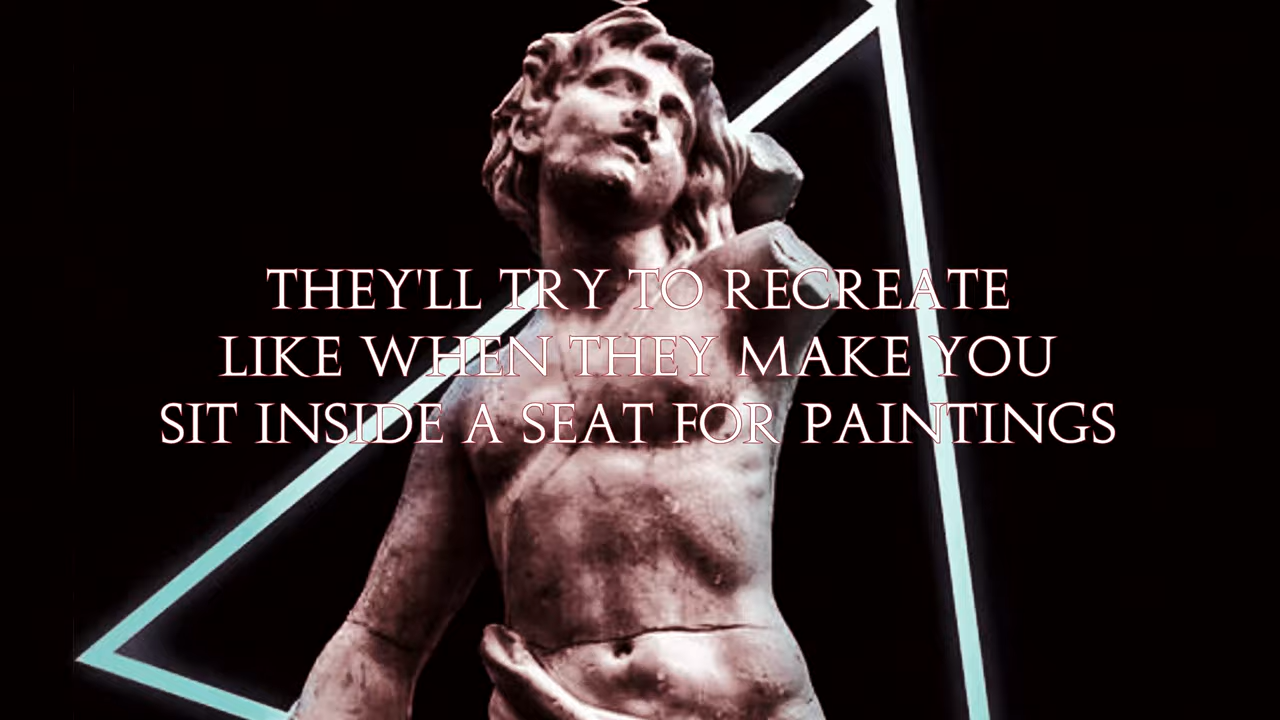 THEY'LL TRY TO RECREATE
LIKE WHEN THEY MAKE YOU
SIT INSIDE A SEAT FOR PAINTINGS